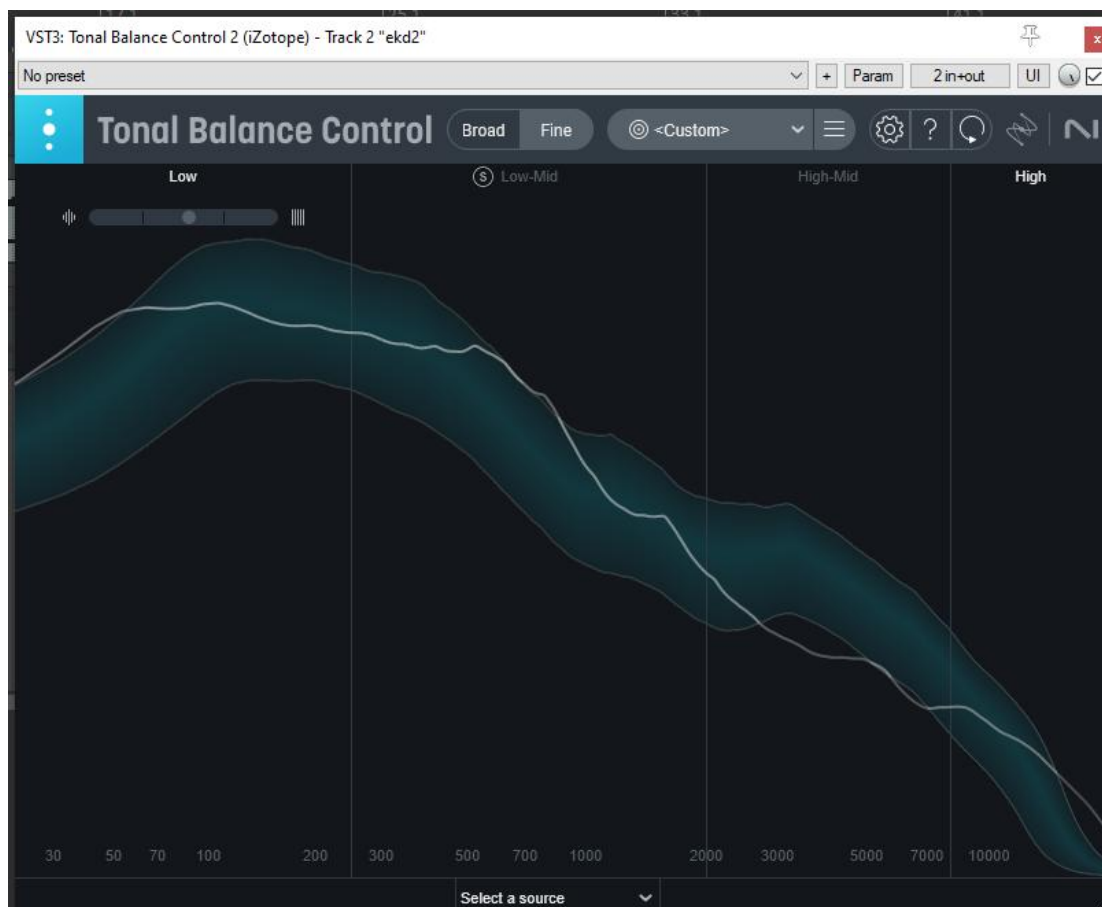 VST3: Tonal Balance Control 2 (iZotope) - Track 2 "ekd2"
x
No preset
+
Param
2 in+out
UI
Tonal Balance Control
Broad
Fine
<Custom>
?
Low
S Low-Mid
High-Mid
High
30 50 70 100 200 300 500 700 1000 2000 3000 5000 7000 10000
Select a source